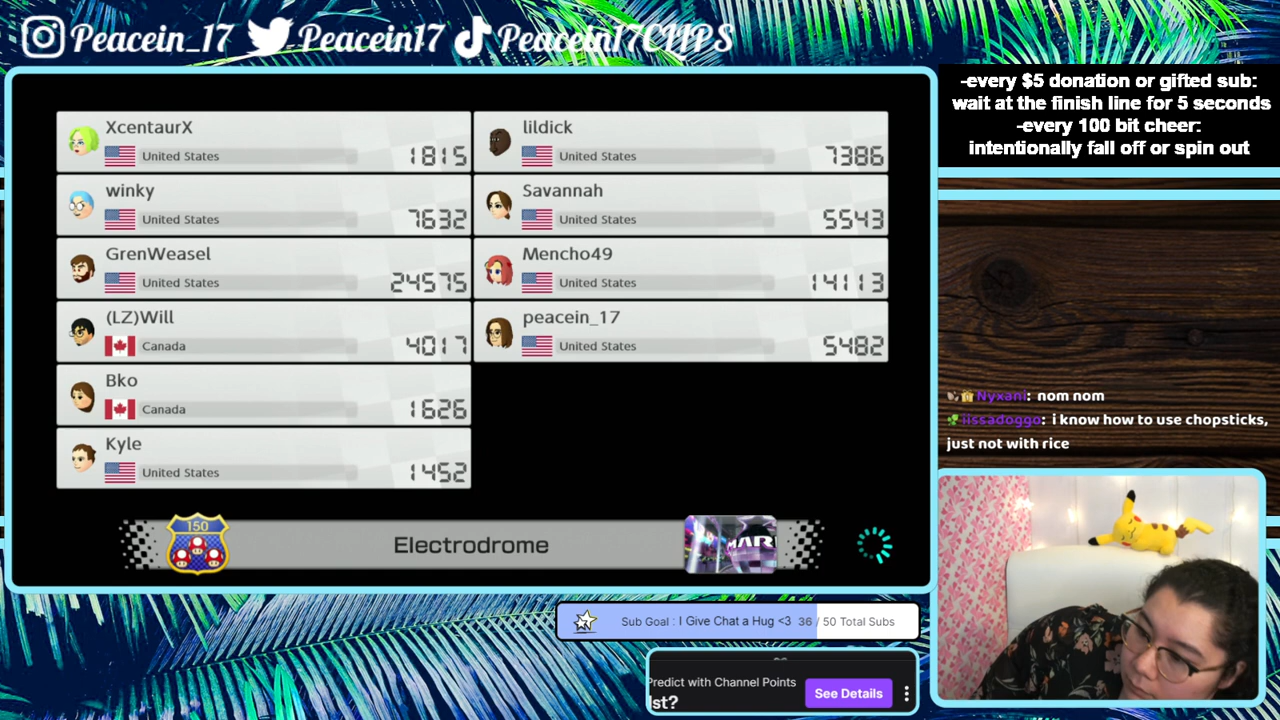 Peacein_17 Peacein17 Peacein17ClIPS
-every $5 donation or gifted sub:
wait at the finish line for 5 seconds
-every 100 bit cheer:
intentionally fall off or spin out
XcentaurX
United States 1815
winky
United States 7632
GrenWeasel
United States 24575
(LZ)Will
Canada 4017
Bko
Canada 1626
Kyle
United States 1452
lildick
United States 7386
Savannah
United States 5543
Mencho49
United States 14113
peacein_17
United States 5482
150
Electrodrome
MARI
Nyxani: nom nom
iissadoggo: i know how to use chopsticks,
just not with rice
Sub Goal : I Give Chat a Hug <3 36 / 50 Total Subs
Predict with Channel Points
st?
See Details